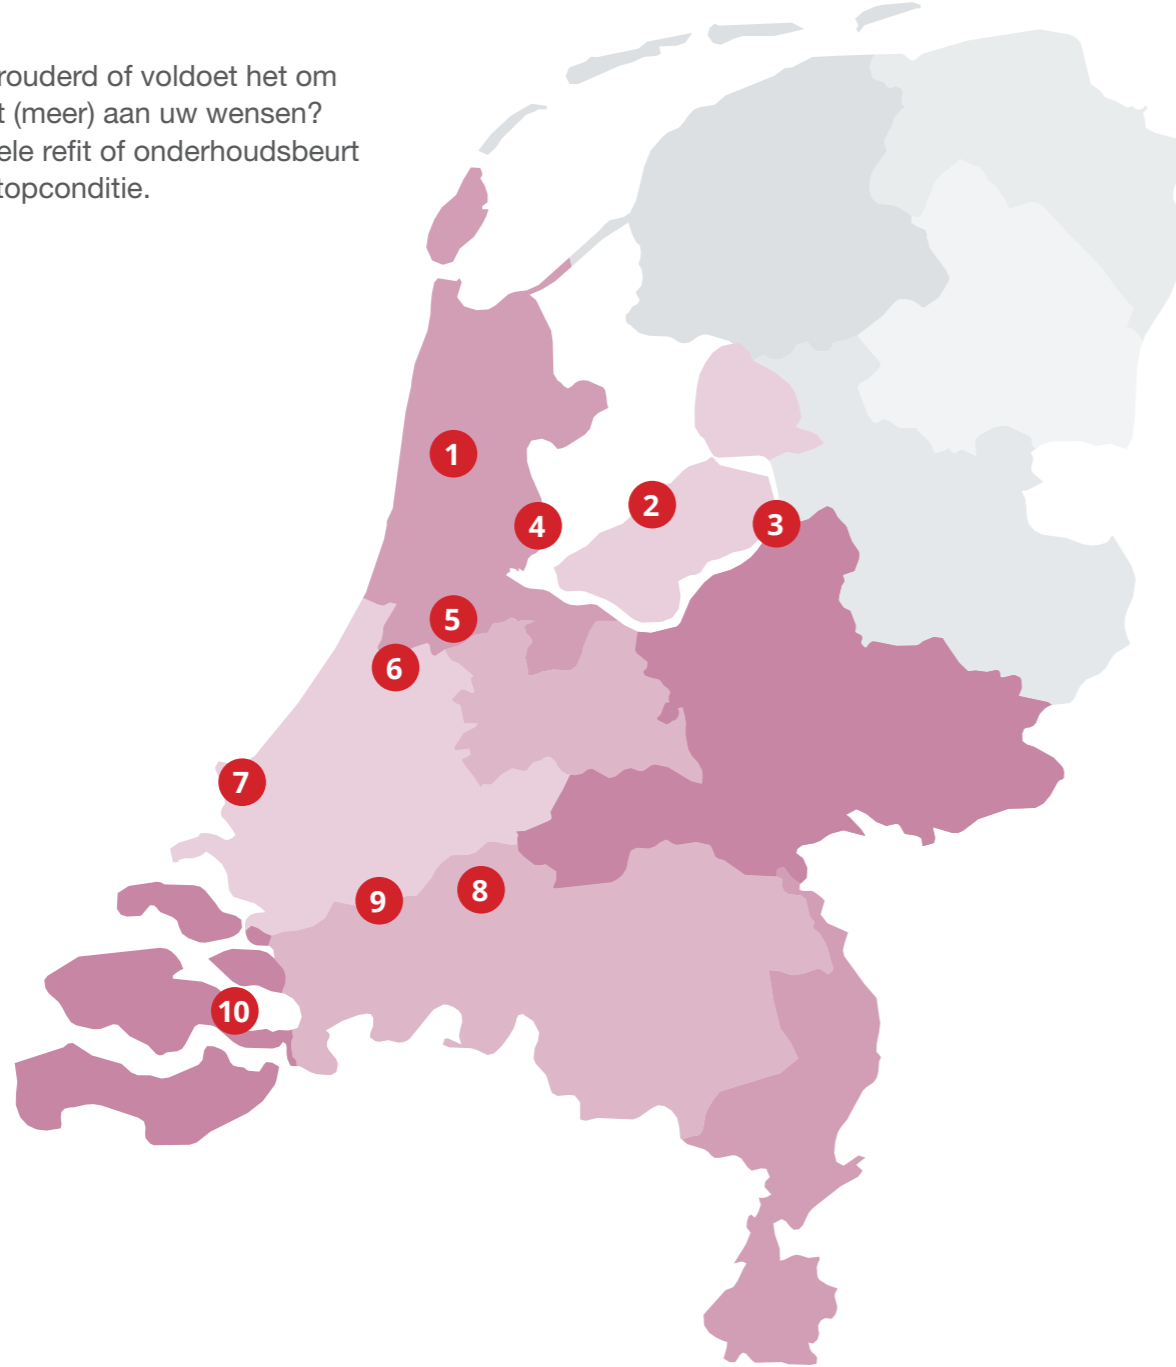 rouderd of voldoet het om
t (meer) aan uw wensen?
ele refit of onderhoudsbeurt
topconditie.
1
2
3
4
5
6
7
8
9
10